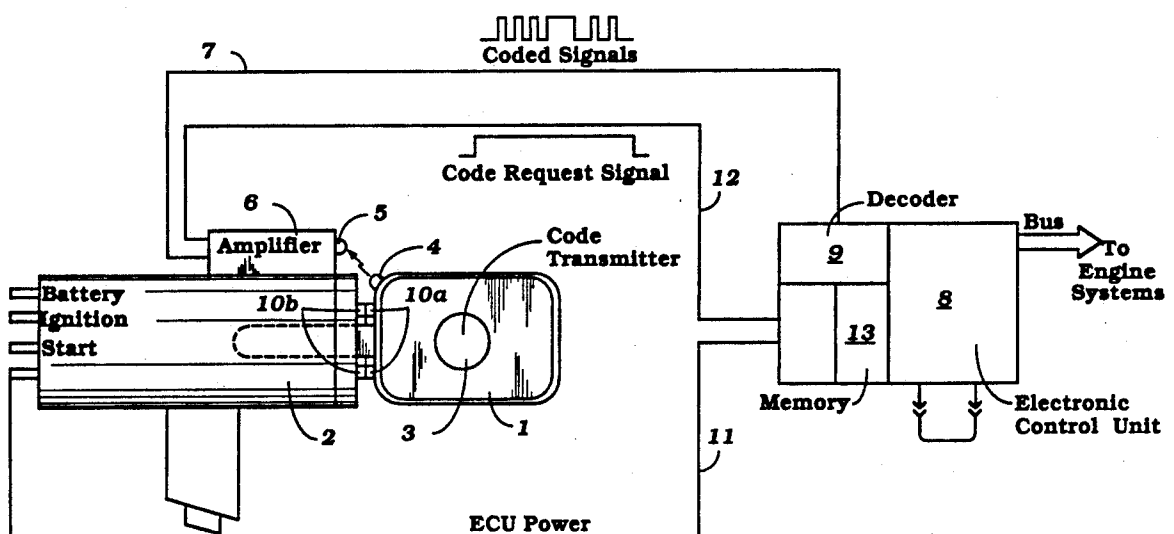 7
Coded Signals
Code Request Signal
12
6
5
4
Amplifier
Code
Transmitter
Decoder
9
Bus
To
Engine
Systems
Battery
Ignition
Start
10b
10a
8
13
2
3
1
Memory
Electronic
Control Unit
11
ECU Power